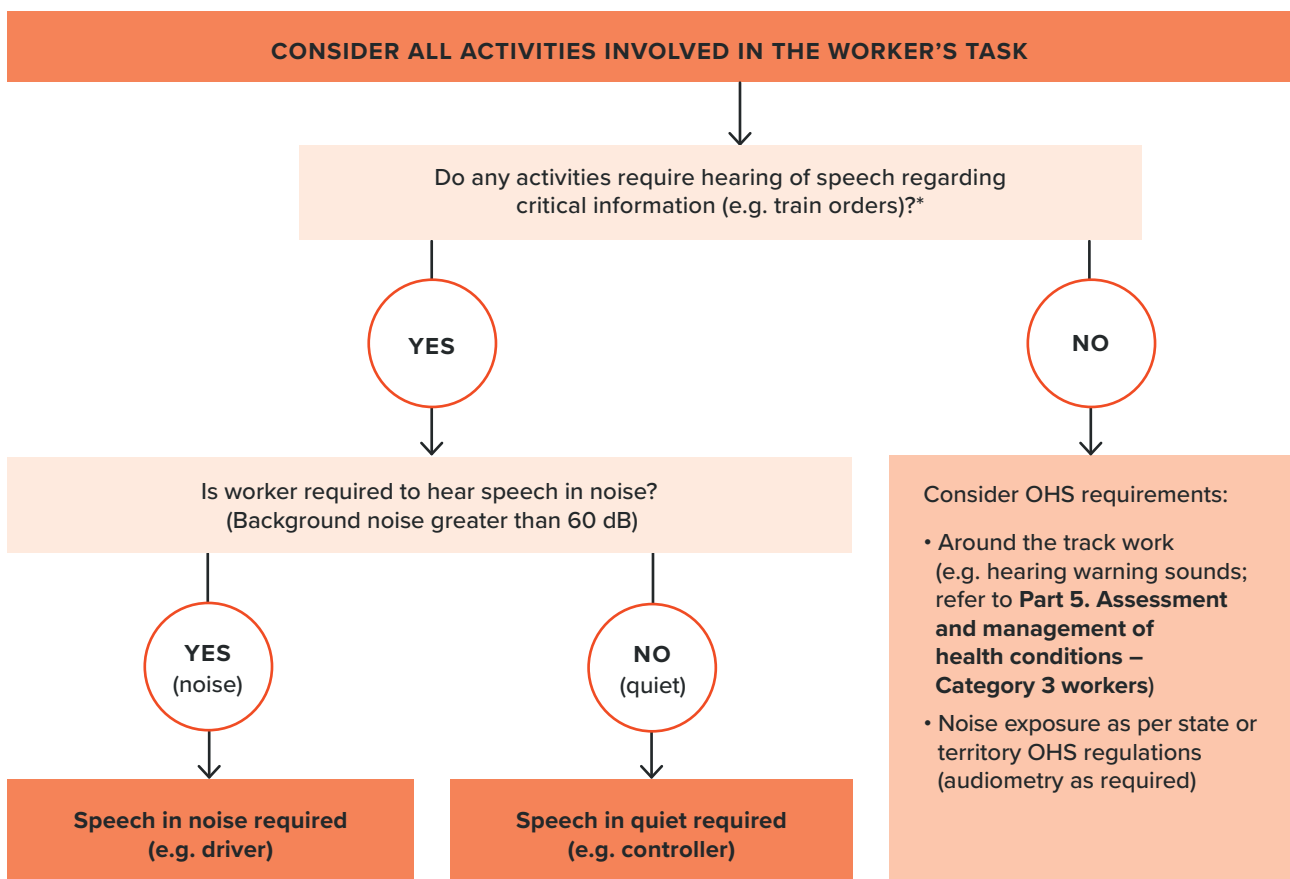 CONSIDER ALL ACTIVITIES INVOLVED IN THE WORKER'S TASK
Do any activities require hearing of speech regarding
critical information (e.g. train orders)?*
YES
NO
Is worker required to hear speech in noise?
(Background noise greater than 60 dB)
Consider OHS requirements:
• Around the track work
(e.g. hearing warning sounds;
refer to Part 5. Assessment
and management of
health conditions –
Category 3 workers)
• Noise exposure as per state or
territory OHS regulations
(audiometry as required)
YES
(noise)
NO
(quiet)
Speech in noise required
(e.g. driver)
Speech in quiet required
(e.g. controller)